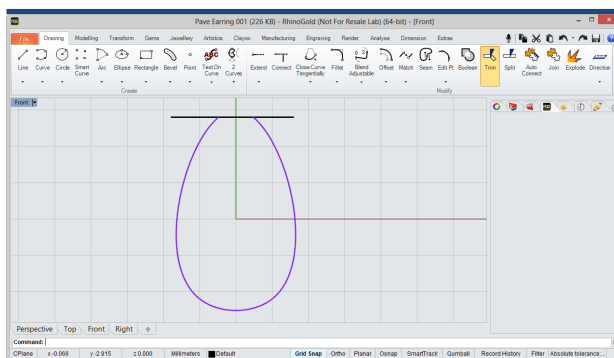 Pave Earring 001 (226 KB) - RhinoGold (Not For Resale Lab) (64-bit) - [Front]
File Drawing Modelling Transform Gems Jewellery Artistics Clayoo Manufacturing Engraving Render Analyse Dimension Extras
Line Curve Circle Smart Curve Arc Ellipse Rectangle Bevel Point Text On Curve 2 Curves Extend Connect Close Curve Tangentially Fillet Blend Adjustable Offset Match Seam Edit Pt Boolean Trim Split Auto Connect Join Explode Direction
Create Modify
Front
Perspective Top Front Right
Command:
CPlane x -0.066 y -2.915 z 0.000 Millimeters Default Grid Snap Ortho Planar Osnap SmartTrack Gumball Record History Filter Absolute tolerance...